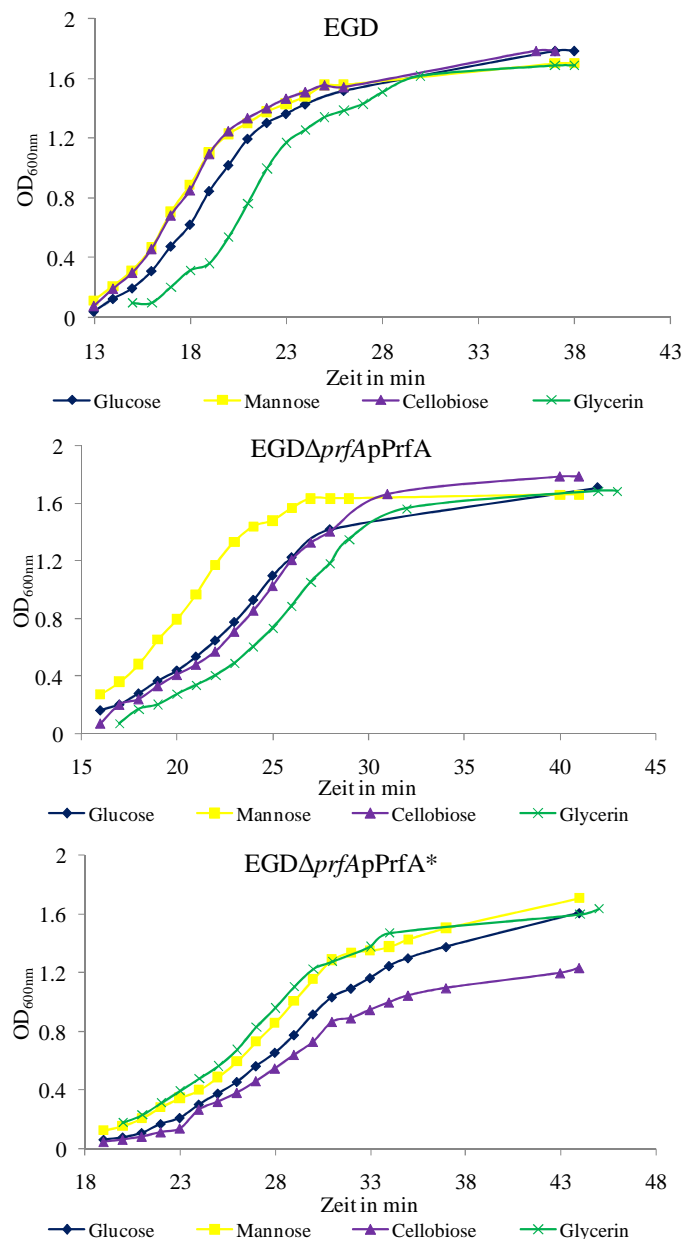 EGD
2
1.6
1.2
0.8
0.4
0
OD600nm
13 18 23 28 33 38 43
Zeit in min
Glucose Mannose Cellobiose Glycerin
EGDΔprfApPrfA
2
1.6
1.2
0.8
0.4
0
OD600nm
15 20 25 30 35 40 45
Zeit in min
Glucose Mannose Cellobiose Glycerin
EGDΔprfApPrfA*
2
1.6
1.2
0.8
0.4
0
OD600nm
18 23 28 33 38 43 48
Zeit in min
Glucose Mannose Cellobiose Glycerin